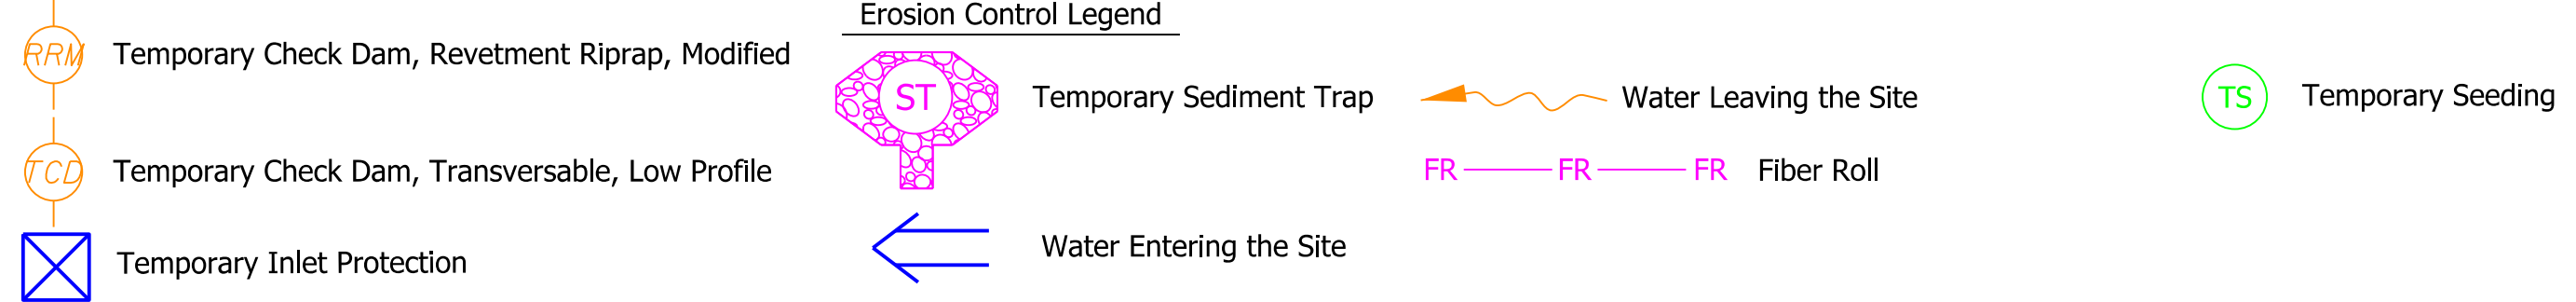 Erosion Control Legend
RRM Temporary Check Dam, Revetment Riprap, Modified
TCD Temporary Check Dam, Transversable, Low Profile
Temporary Inlet Protection
ST Temporary Sediment Trap
Water Entering the Site
Water Leaving the Site
FR FR FR Fiber Roll
TS Temporary Seeding